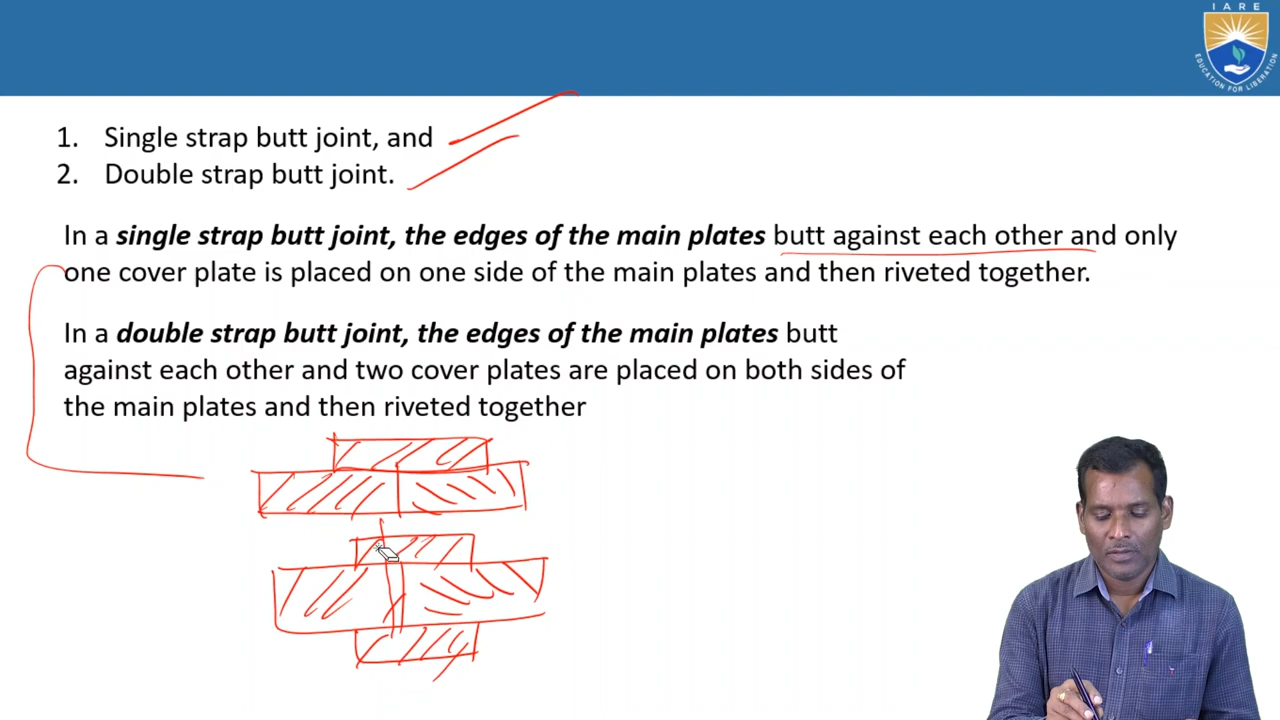 IARE
EDUCATION FOR LIBERATION
1. Single strap butt joint, and
2. Double strap butt joint.
In a single strap butt joint, the edges of the main plates butt against each other and only
one cover plate is placed on one side of the main plates and then riveted together.
In a double strap butt joint, the edges of the main plates butt
against each other and two cover plates are placed on both sides of
the main plates and then riveted together